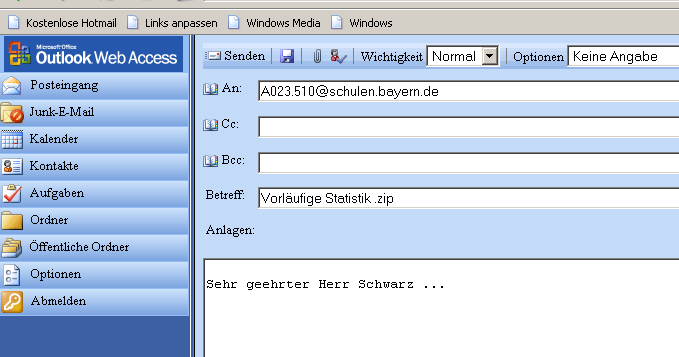 Kostenlose Hotmail Links anpassen Windows Media Windows
Microsoft Office
Outlook Web Access
Posteingang
Junk-E-Mail
Kalender
Kontakte
Aufgaben
Ordner
Öffentliche Ordner
Optionen
Abmelden
Senden Wichtigkeit Normal Optionen Keine Angabe
An: A023.510@schulen.bayern.de
Cc:
Bcc:
Betreff: Vorläufige Statistik .zip
Anlagen:
Sehr geehrter Herr Schwarz ...